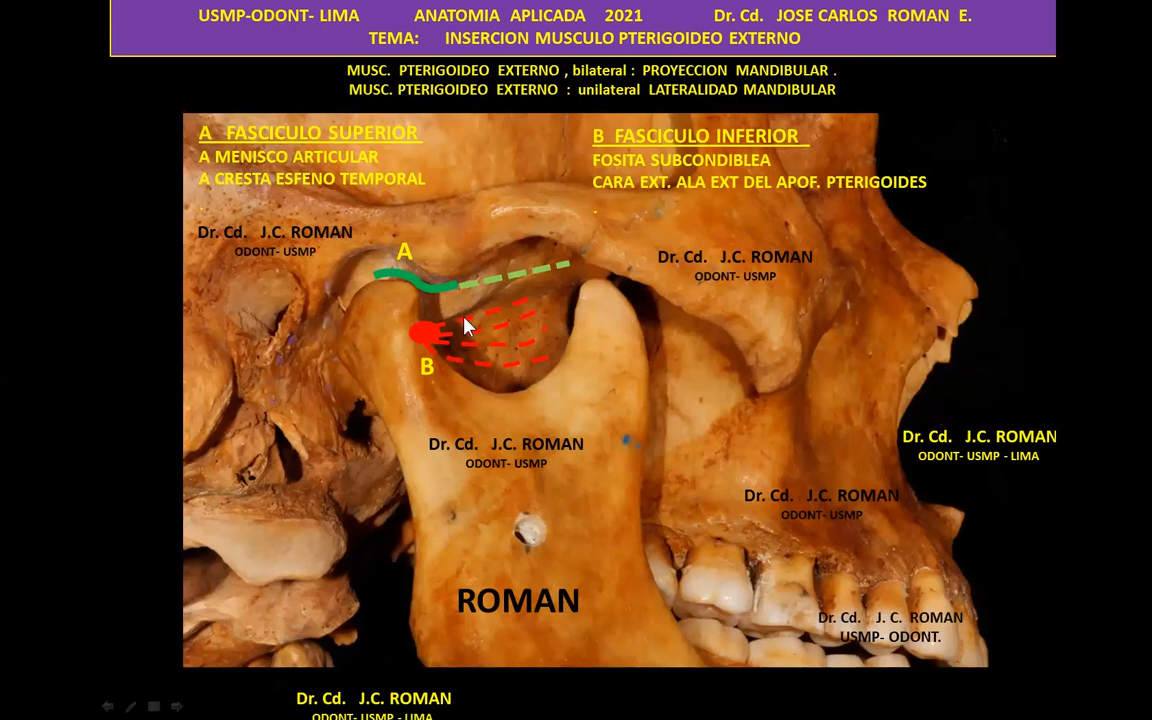 USMP-ODONT- LIMA ANATOMIA APLICADA 2021 Dr. Cd. JOSE CARLOS ROMAN E.
TEMA: INSERCION MUSCULO PTERIGOIDEO EXTERNO
MUSC. PTERIGOIDEO EXTERNO , bilateral : PROYECCION MANDIBULAR .
MUSC. PTERIGOIDEO EXTERNO : unilateral LATERALIDAD MANDIBULAR
A FASCICULO SUPERIOR
A MENISCO ARTICULAR
A CRESTA ESFENO TEMPORAL
.
B FASCICULO INFERIOR
FOSITA SUBCONDIBLEA
CARA EXT. ALA EXT DEL APOF. PTERIGOIDES
.
Dr. Cd. J.C. ROMAN
ODONT- USMP
A
Dr. Cd. J.C. ROMAN
ODONT- USMP
B
Dr. Cd. J.C. ROMAN
ODONT- USMP
Dr. Cd. J.C. ROMAN
ODONT- USMP - LIMA
Dr. Cd. J.C. ROMAN
ODONT- USMP
ROMAN
Dr. Cd. J. C. ROMAN
USMP- ODONT.
Dr. Cd. J.C. ROMAN
ODONT- USMP - LIMA